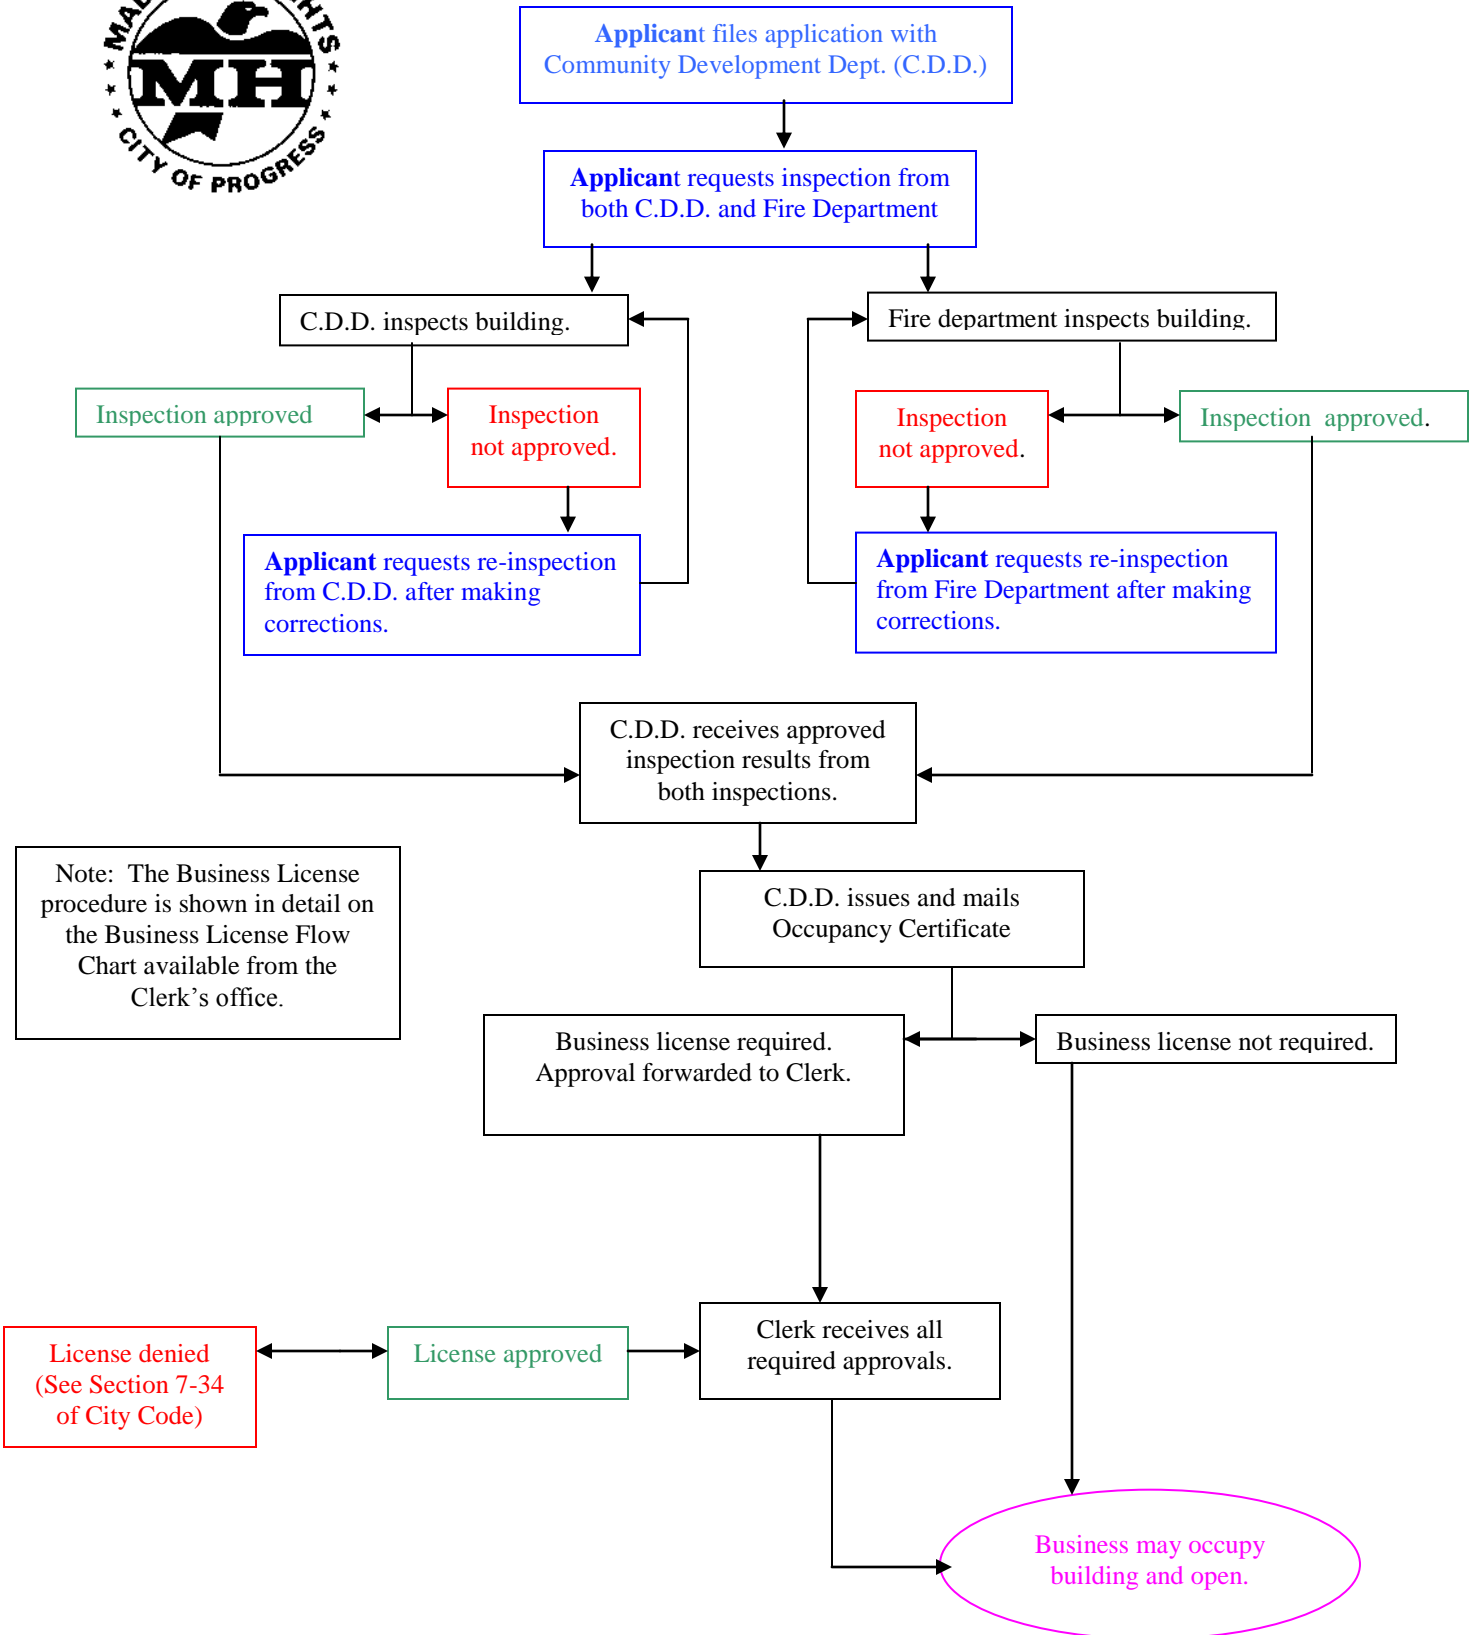 MH
CITY OF PROGRESS
Applicant files application with
Community Development Dept. (C.D.D.)
Applicant requests inspection from
both C.D.D. and Fire Department
C.D.D. inspects building.
Fire department inspects building.
Inspection approved
Inspection
not approved.
Inspection
not approved.
Inspection  approved.
Applicant requests re-inspection
from C.D.D. after making
corrections.
Applicant requests re-inspection
from Fire Department after making
corrections.
C.D.D. receives approved
inspection results from
both inspections.
Note:  The Business License
procedure is shown in detail on
the Business License Flow
Chart available from the
Clerk’s office.
C.D.D. issues and mails
Occupancy Certificate
Business license required.
Approval forwarded to Clerk.
Business license not required.
Clerk receives all
required approvals.
License denied
(See Section 7-34
of City Code)
License approved
Business may occupy
building and open.